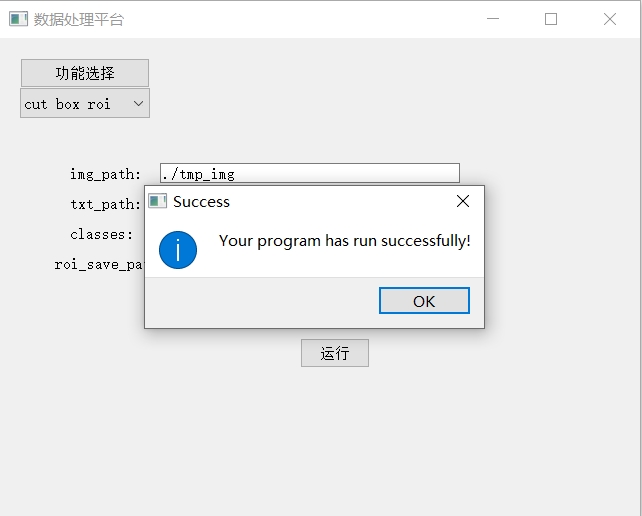 数据处理平台
功能选择
cut box roi
img_path: ./tmp_img
Success
txt_path:
Your program has run successfully!
classes:
roi_save_pa
OK
运行